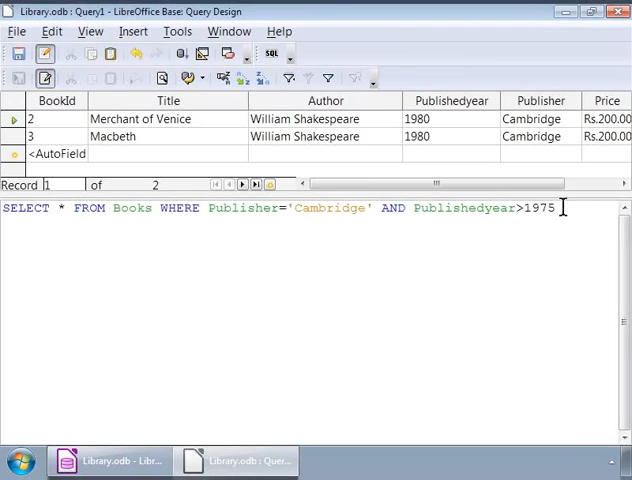 Library.odb: Query1 - LibreOffice Base: Query Design
File Edit View Insert Tools Window Help
SQL
BookId Title Author Publishedyear Publisher Price
2 Merchant of Venice William Shakespeare 1980 Cambridge Rs.200.00
3 Macbeth William Shakespeare 1980 Cambridge Rs.200.00
<AutoField
Record 1 of 2
SELECT * FROM Books WHERE Publisher='Cambridge' AND Publishedyear>1975
Library.odb - Libr... Library.odb : Quer...